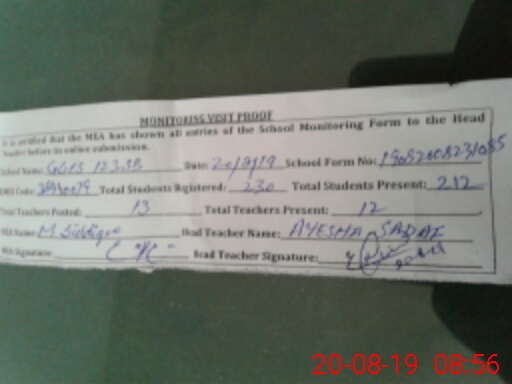 MONITORING VISIT PROOF
It is certified that the MEA has shown all entries of the School Monitoring Form to the Head
Teacher before its online submission.
School Name: GGES 123.SB Date: 20/8/19 School Form No:
EMIS Code: Total Students Registered: 230 Total Students Present: 212
Total Teachers Posted: 13 Total Teachers Present: 12
MEA Name: M. Siddique Head Teacher Name: AYESHA SADAF
MEA Signature: Head Teacher Signature:
20-08-19 08:56